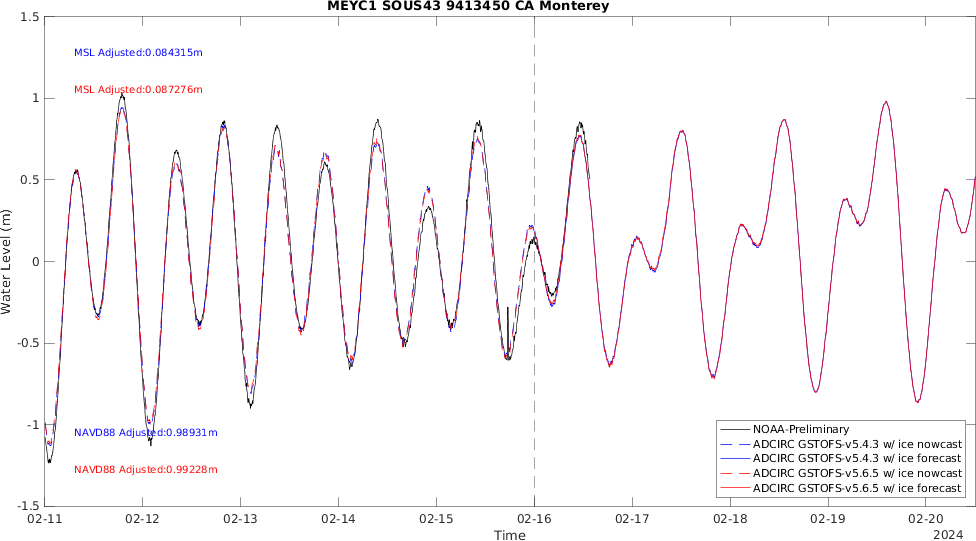 MEYC1 SOUS43 9413450 CA Monterey
1.5
MSL Adjusted:0.084315m
MSL Adjusted:0.087276m
1
0.5
0
-0.5
-1
-1.5
Water Level (m)
NAVD88 Adjusted:0.98931m
NAVD88 Adjusted:0.99228m
NOAA-Preliminary
ADCIRC GSTOFS-v5.4.3 w/ ice nowcast
ADCIRC GSTOFS-v5.4.3 w/ ice forecast
ADCIRC GSTOFS-v5.6.5 w/ ice nowcast
ADCIRC GSTOFS-v5.6.5 w/ ice forecast
02-11 02-12 02-13 02-14 02-15 02-16 02-17 02-18 02-19 02-20
Time
2024